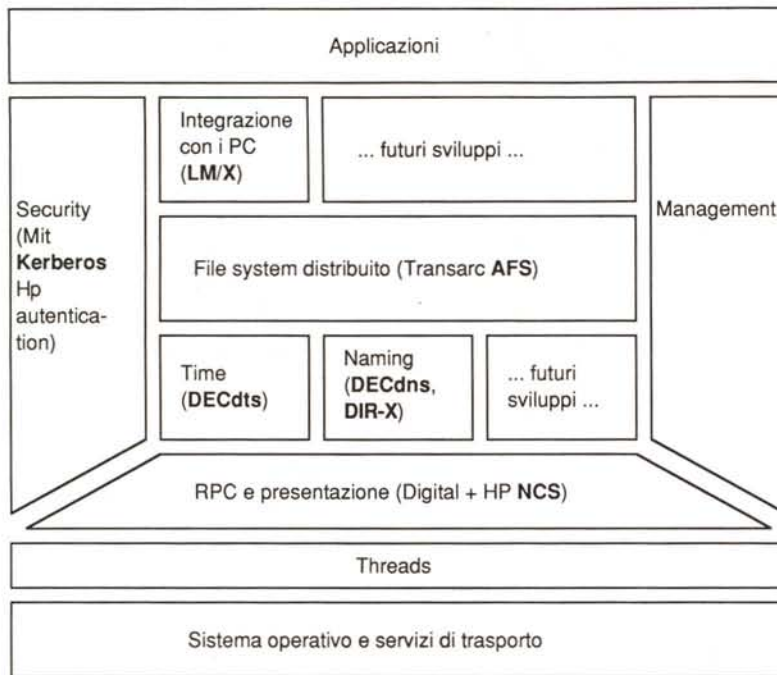 Applicazioni
Integrazione
con i PC
(LM/X)
... futuri sviluppi ...
Security
(Mit
Kerberos
Hp
autentica-
tion)
Management
File system distribuito (Transarc AFS)
Time
(DECdts)
Naming
(DECdns,
DIR-X)
... futuri
sviluppi ...
RPC e presentazione (Digital + HP NCS)
Threads
Sistema operativo e servizi di trasporto